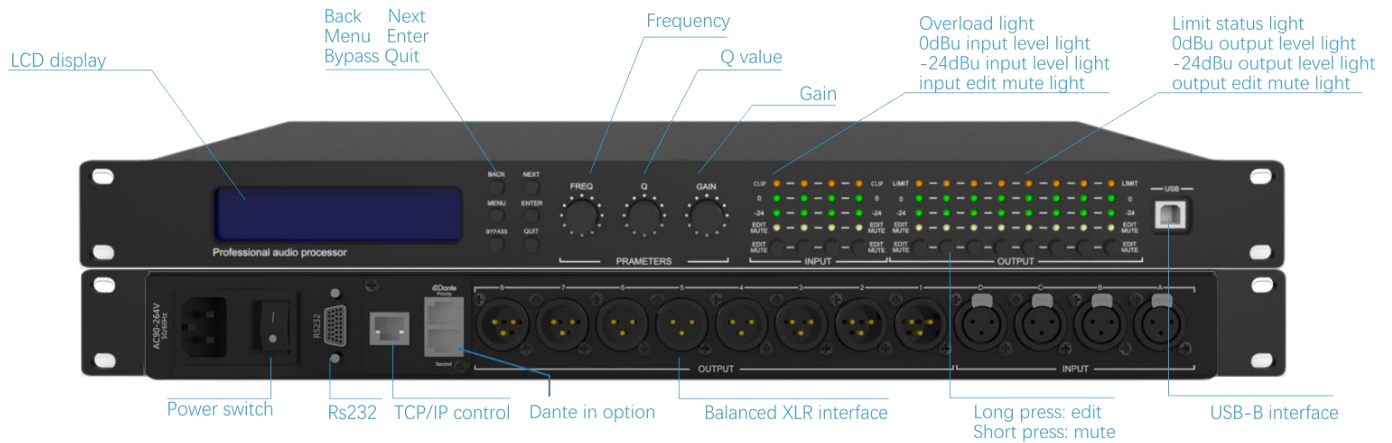 Back Next
Menu Enter
Bypass Quit
Frequency
Overload light
0dBu input level light
-24dBu input level light
input edit mute light
Limit status light
0dBu output level light
-24dBu output level light
output edit mute light
LCD display
Q value
Gain
BACK NEXT
MENU ENTER
BYPASS QUIT
FREQ Q GAIN
CLIP CLIP LIMIT LIMIT
0 0 0 0
-24 -24 -24 -24
EDIT MUTE EDIT MUTE EDIT MUTE EDIT MUTE
EDIT MUTE EDIT MUTE EDIT MUTE EDIT MUTE
USB
Professional audio processor
PRAMETERS INPUT OUTPUT
AC90-264V
50/60Hz
RS232
Dante
Priority
Second
8 7 6 5 4 3 2 1 D C B A
OUTPUT INPUT
Power switch
Rs232
TCP/IP control
Dante in option
Balanced XLR interface
Long press: edit
Short press: mute
USB-B interface